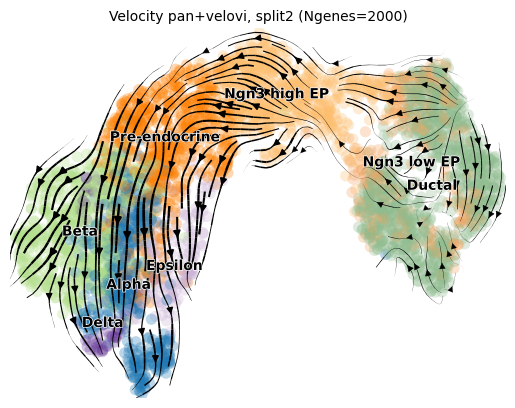 Velocity pan+velovi, split2 (Ngenes=2000)
Ngn3 high EP
Pre-endocrine
Ngn3 low EP
Ductal
Beta
Epsilon
Alpha
Delta